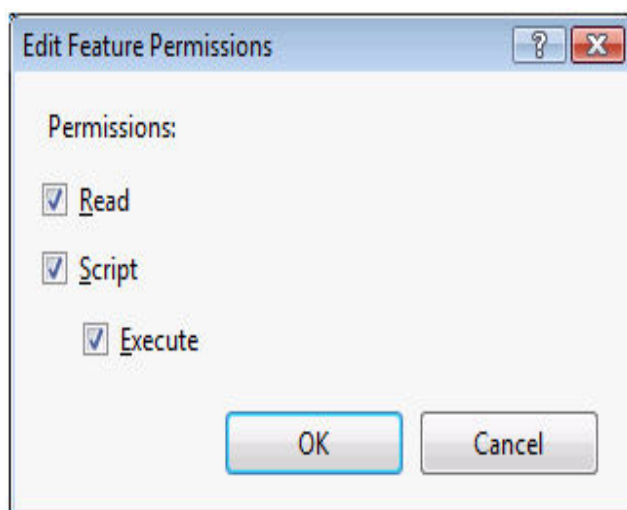 Edit Feature Permissions
Permissions:
Read
Script
Execute
OK Cancel